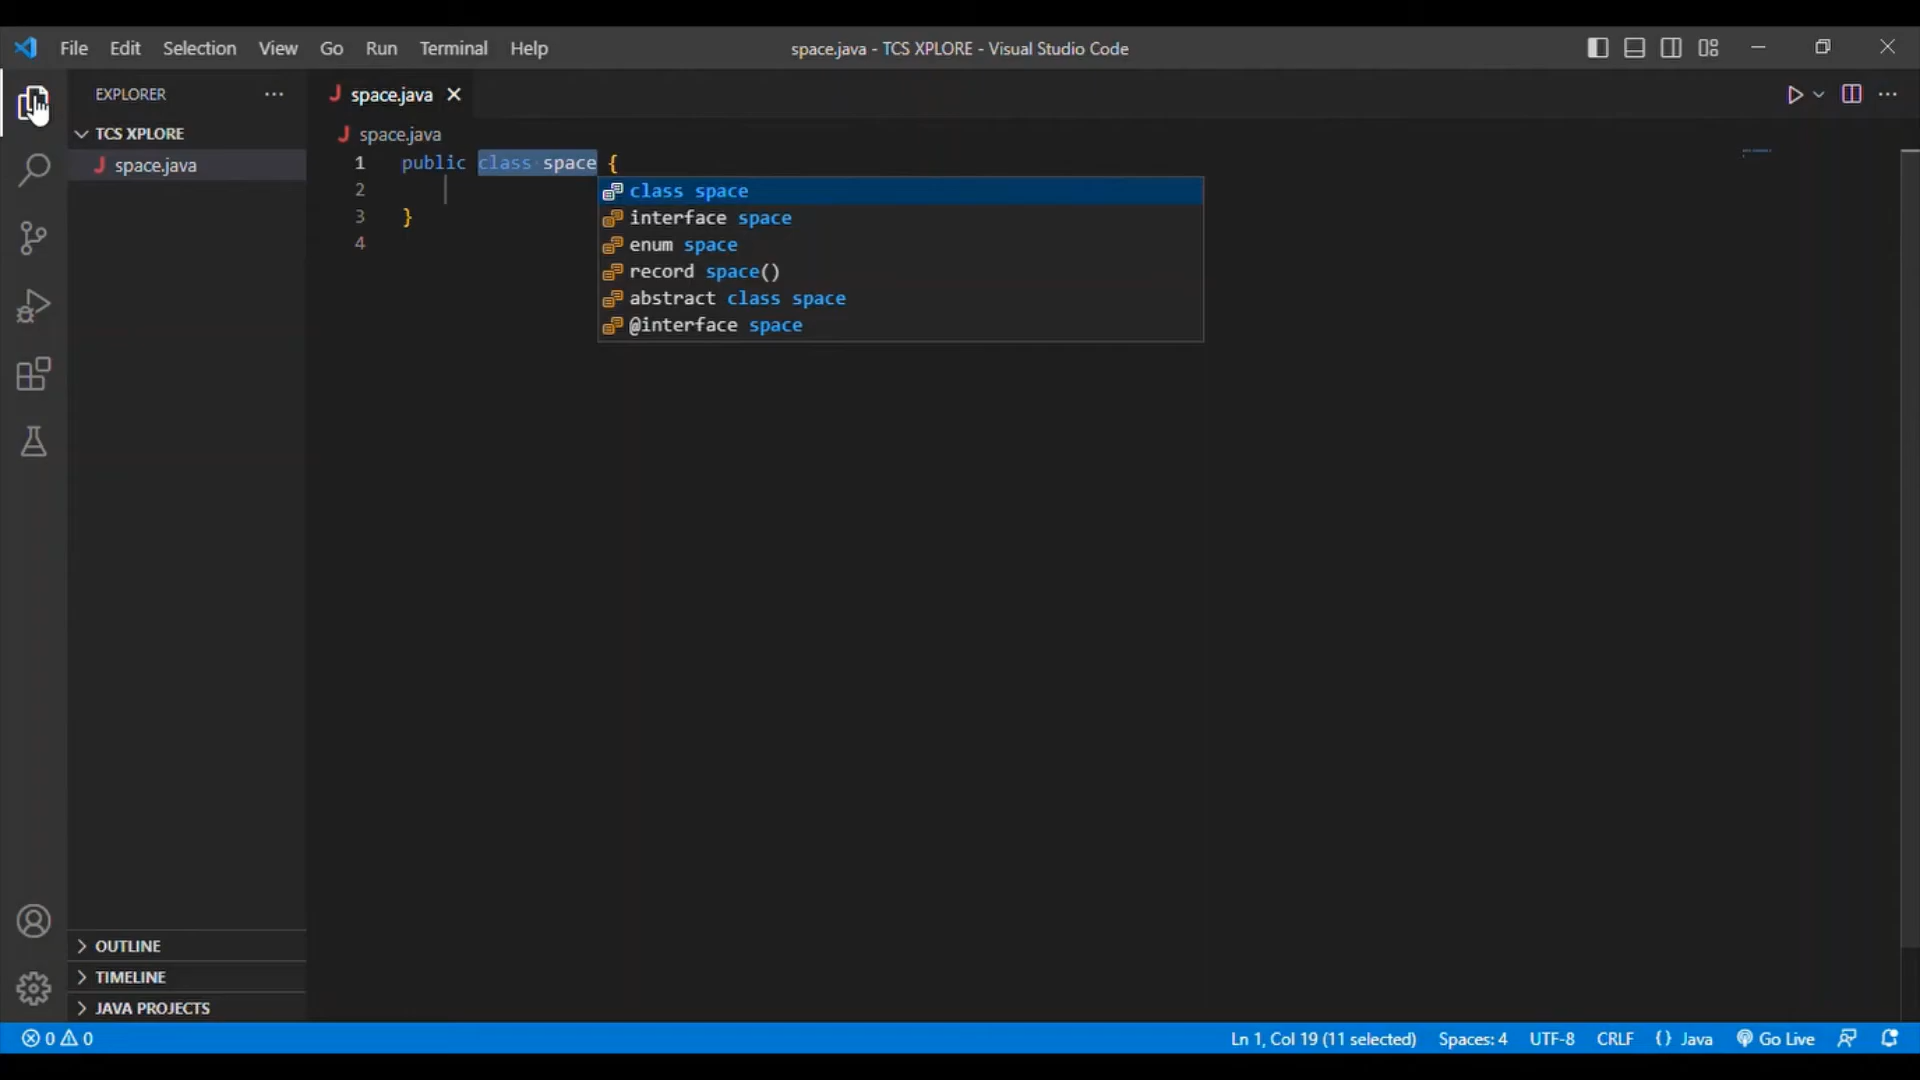 File Edit Selection View Go Run Terminal Help
space.java - TCS XPLORE - Visual Studio Code
EXPLORER
TCS XPLORE
space.java
space.java
space.java
1 public class space {
2
3 }
4
class space
interface space
enum space
record space()
abstract class space
@interface space
OUTLINE
TIMELINE
JAVA PROJECTS
0 0
Ln 1, Col 19 (11 selected) Spaces: 4 UTF-8 CRLF {} Java Go Live